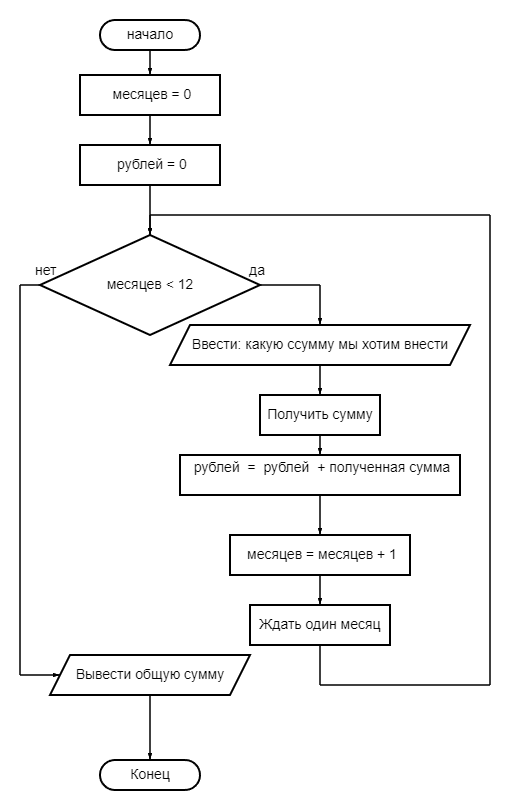 начало
месяцев = 0
рублей = 0
месяцев < 12
нет
да
Ввести: какую ссумму мы хотим внести
Получить сумму
рублей = рублей + полученная сумма
месяцев = месяцев + 1
Ждать один месяц
Вывести общую сумму
Конец